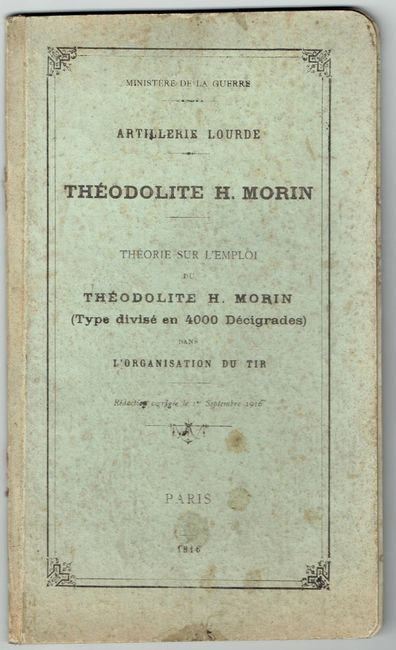 MINISTÈRE DE LA GUERRE
ARTILLERIE LOURDE
THÉODOLITE H. MORIN
THÉORIE SUR L'EMPLOI
DU
THÉODOLITE H. MORIN
(Type divisé en 4000 Décigrades)
DANS
L'ORGANISATION DU TIR
Rédaction corrigée le 1er Septembre 1916
PARIS
1916